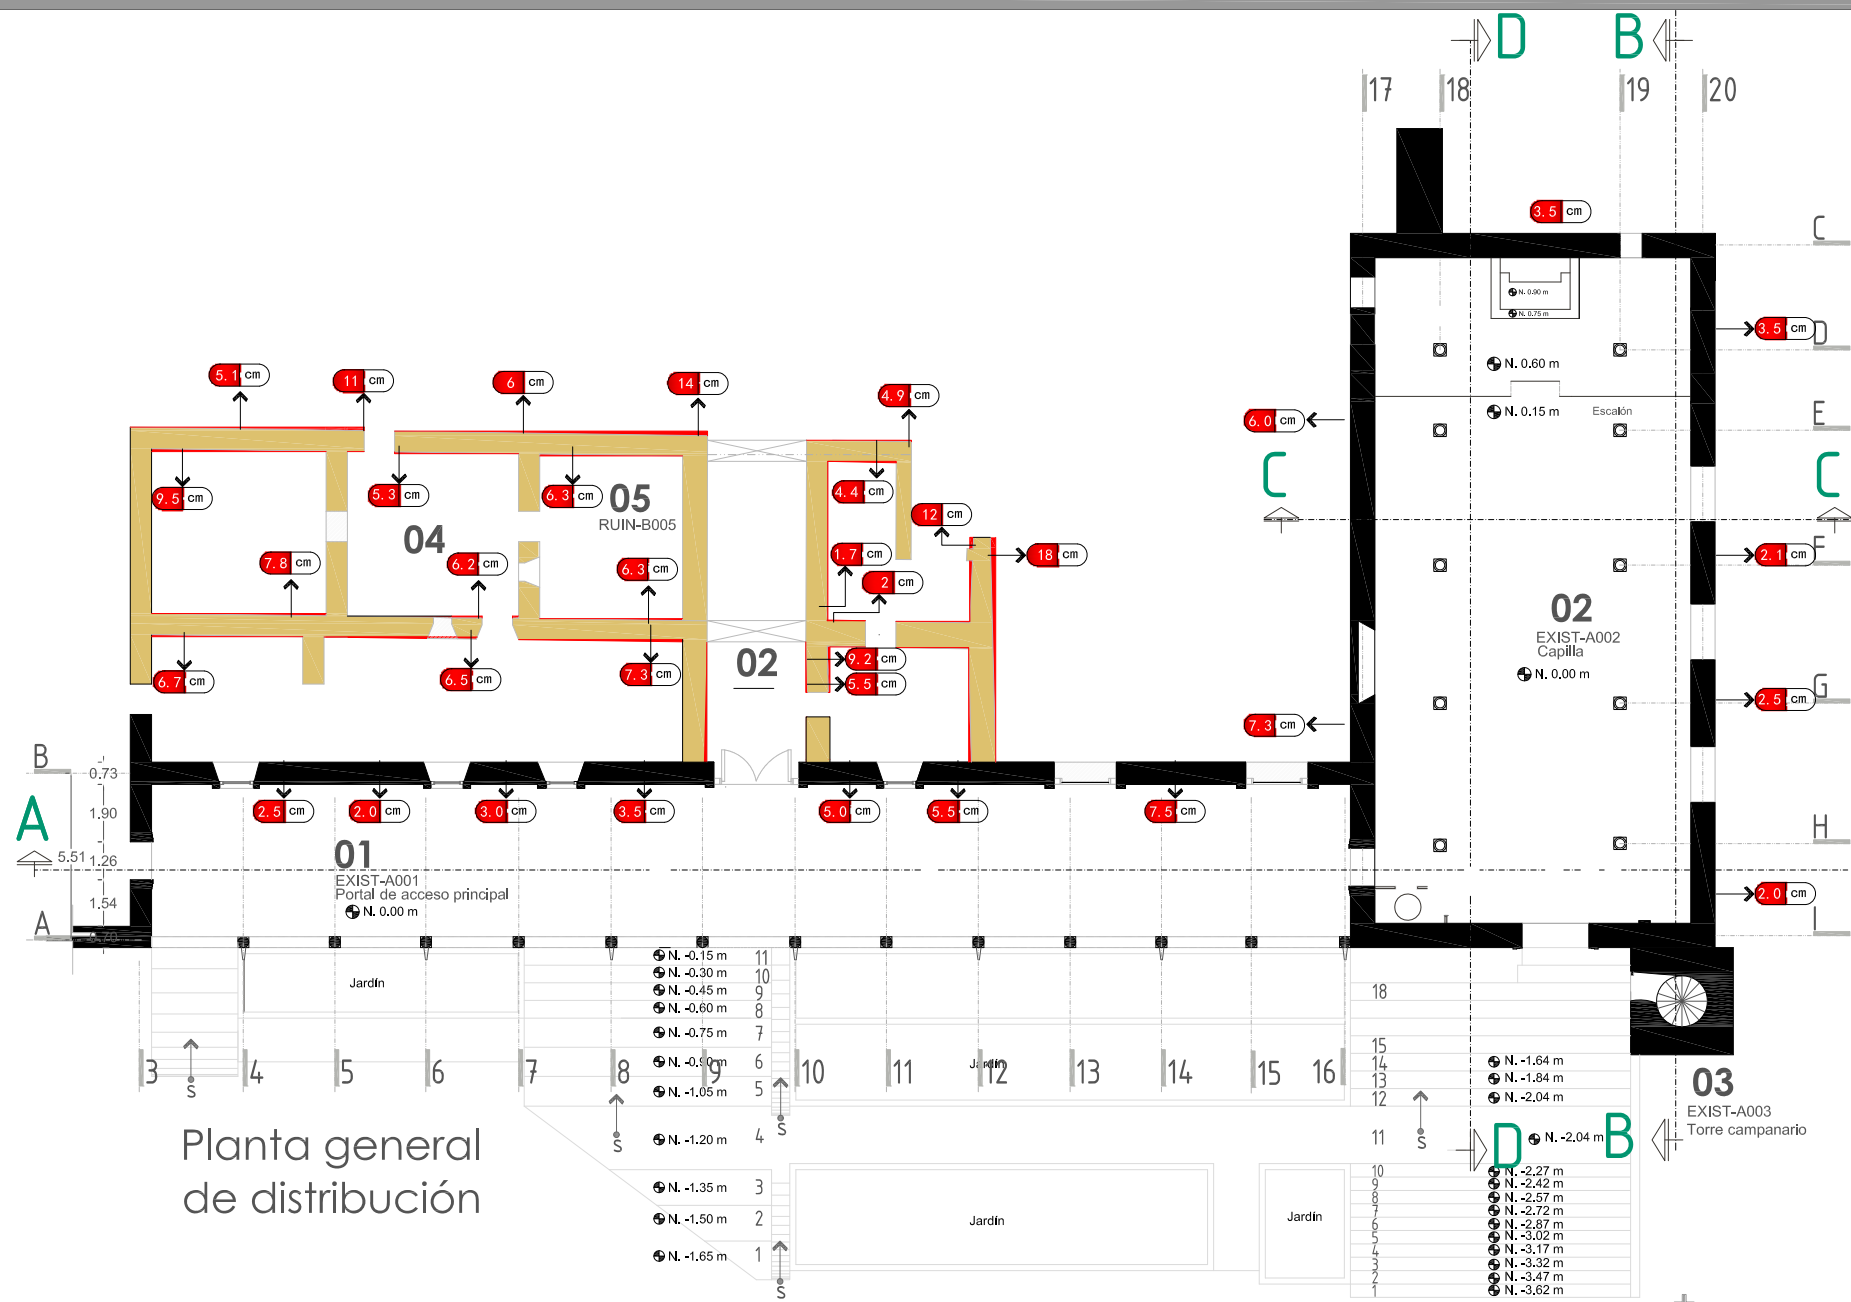 D B
17 18 19 20
C
3.5 cm
N. 0.90 m
N. 0.75 m
3.5 cm
D
N. 0.60 m
5.1 cm
11 cm
6 cm
14 cm
4.9 cm
6.0 cm
N. 0.15 m
Escalón
E
9.5 cm
5.3 cm
6.3 cm
05
RUIN-B005
4.4 cm
12 cm
C
C
04
7.8 cm
6.2 cm
6.3 cm
1.7 cm
18 cm
2 cm
2.1 cm
F
02
EXIST-A002
Capilla
N. 0.00 m
6.7 cm
6.5 cm
7.3 cm
02
9.2 cm
5.5 cm
2.5 cm
G
7.3 cm
B
0.73
1.90
A
5.51
1.26
1.54
A
0.70
2.5 cm
2.0 cm
3.0 cm
3.5 cm
5.0 cm
5.5 cm
7.5 cm
H
01
EXIST-A001
Portal de acceso principal
N. 0.00 m
2.0 cm
I
Jardín
N. -0.15 m 11
N. -0.30 m 10
N. -0.45 m 9
N. -0.60 m 8
N. -0.75 m 7
N. -0.90 m 6
N. -1.05 m 5
N. -1.20 m 4
N. -1.35 m 3
N. -1.50 m 2
N. -1.65 m 1
3 4 5 6 7 8 9 10 11 12 13 14 15 16
Jardín
S
S
S
S
S
Planta general
de distribución
Jardín
Jardín
18
15
14 N. -1.64 m
13 N. -1.84 m
12 N. -2.04 m
11 N. -2.04 m
D B
10 N. -2.27 m
9 N. -2.42 m
8 N. -2.57 m
7 N. -2.72 m
6 N. -2.87 m
5 N. -3.02 m
4 N. -3.17 m
3 N. -3.32 m
2 N. -3.47 m
1 N. -3.62 m
03
EXIST-A003
Torre campanario